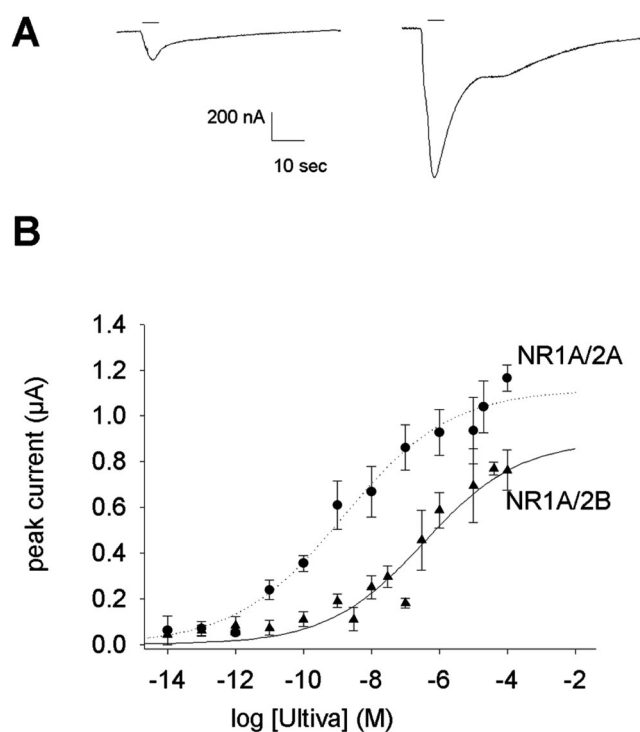 A
200 nA
10 sec
B
1.4
1.2
1.0
0.8
0.6
0.4
0.2
0.0
peak current (µA)
NR1A/2A
NR1A/2B
-14
-12
-10
-8
-6
-4
-2
log [Ultiva] (M)